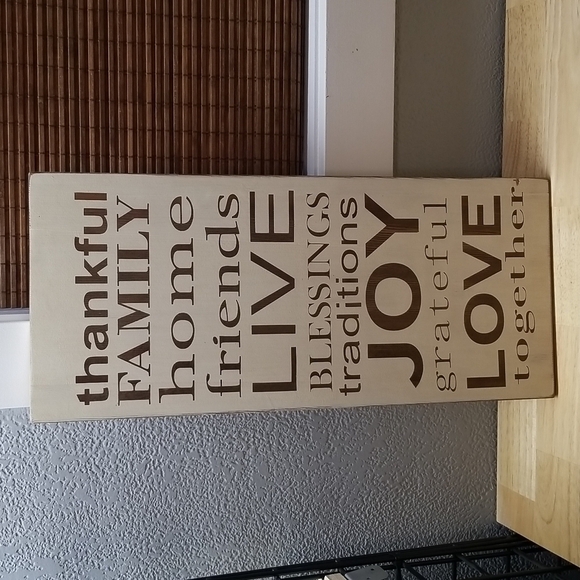 thankful
FAMILY
home
friends
LIVE
BLESSINGS
traditions
JOY
grateful
LOVE
together